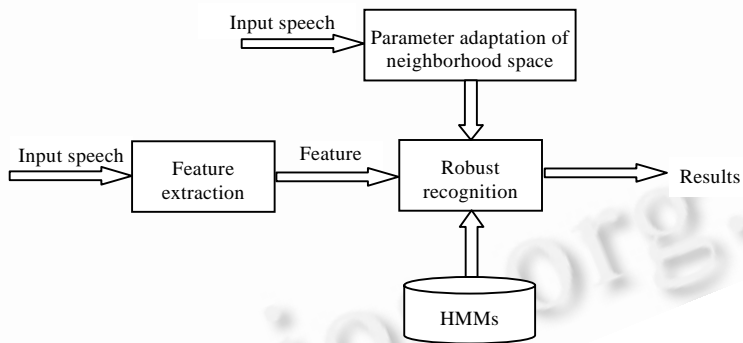 Input speech
Parameter adaptation of
neighborhood space
Input speech
Feature
extraction
Feature
Robust
recognition
Results
HMMs